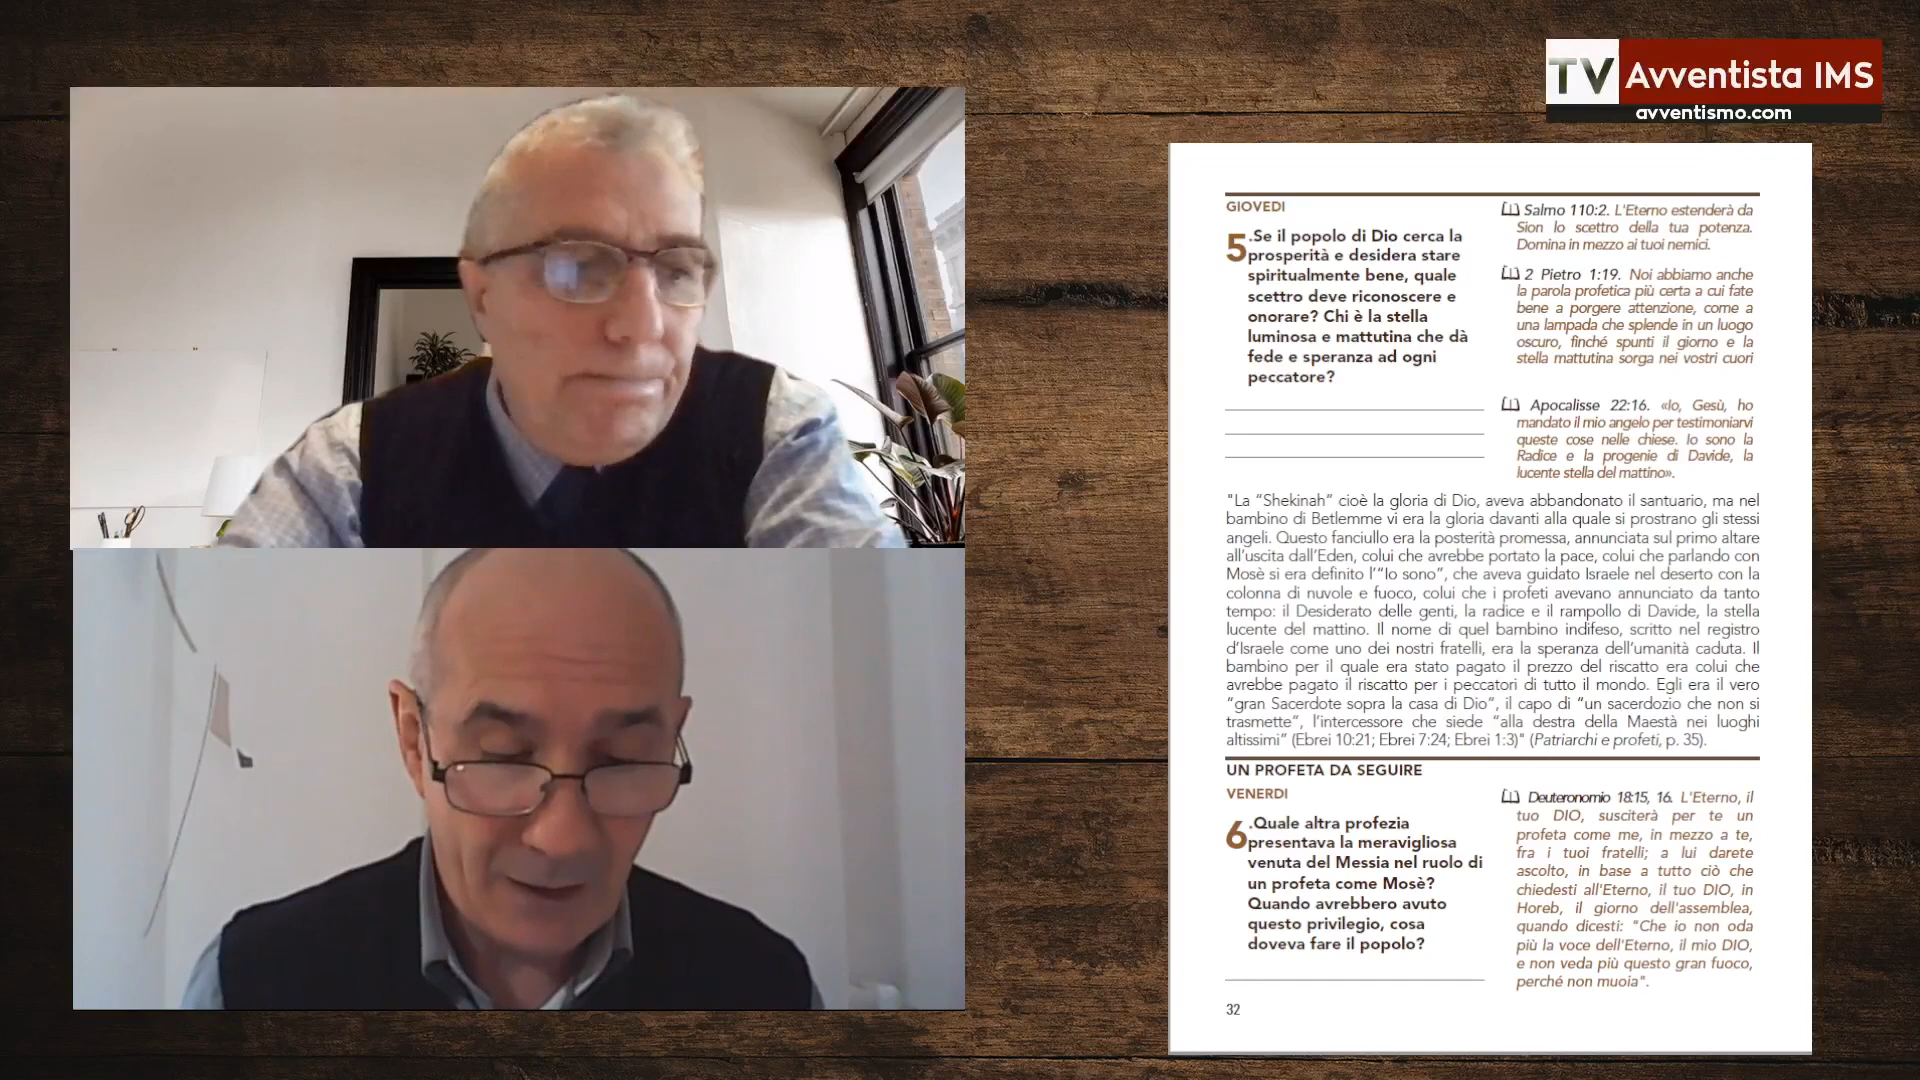 TV Avventista IMS
avventismo.com
GIOVEDI
5.Se il popolo di Dio cerca la
prosperità e desidera stare
spiritualmente bene, quale
scettro deve riconoscere e
onorare? Chi è la stella
luminosa e mattutina che dà
fede e speranza ad ogni
peccatore?
Salmo 110:2. L'Eterno estenderà da
Sion lo scettro della tua potenza.
Domina in mezzo ai tuoi nemici.
2 Pietro 1:19. Noi abbiamo anche
la parola profetica più certa a cui fate
bene a porgere attenzione, come a
una lampada che splende in un luogo
oscuro, finché spunti il giorno e la
stella mattutina sorga nei vostri cuori
Apocalisse 22:16. «Io, Gesù, ho
mandato il mio angelo per testimoniarvi
queste cose nelle chiese. Io sono la
Radice e la progenie di Davide, la
lucente stella del mattino».
"La “Shekinah” cioè la gloria di Dio, aveva abbandonato il santuario, ma nel
bambino di Betlemme vi era la gloria davanti alla quale si prostrano gli stessi
angeli. Questo fanciullo era la posterità promessa, annunciata sul primo altare
all’uscita dall’Eden, colui che avrebbe portato la pace, colui che parlando con
Mosè si era definito l’“Io sono”, che aveva guidato Israele nel deserto con la
colonna di nuvole e fuoco, colui che i profeti avevano annunciato da tanto
tempo: il Desiderato delle genti, la radice e il rampollo di Davide, la stella
lucente del mattino. Il nome di quel bambino indifeso, scritto nel registro
d’Israele come uno dei nostri fratelli, era la speranza dell’umanità caduta. Il
bambino per il quale era stato pagato il prezzo del riscatto era colui che
avrebbe pagato il riscatto per i peccatori di tutto il mondo. Egli era il vero
“gran Sacerdote sopra la casa di Dio”, il capo di “un sacerdozio che non si
trasmette”, l’intercessore che siede “alla destra della Maestà nei luoghi
altissimi” (Ebrei 10:21; Ebrei 7:24; Ebrei 1:3)" (Patriarchi e profeti, p. 35).
UN PROFETA DA SEGUIRE
VENERDI
6.Quale altra profezia
presentava la meravigliosa
venuta del Messia nel ruolo di
un profeta come Mosè?
Quando avrebbero avuto
questo privilegio, cosa
doveva fare il popolo?
Deuteronomio 18:15, 16. L'Eterno, il
tuo DIO, susciterà per te un
profeta come me, in mezzo a te,
fra i tuoi fratelli; a lui darete
ascolto, in base a tutto ciò che
chiedesti all'Eterno, il tuo DIO, in
Horeb, il giorno dell'assemblea,
quando dicesti: "Che io non oda
più la voce dell'Eterno, il mio DIO,
e non veda più questo gran fuoco,
perché non muoia".
32